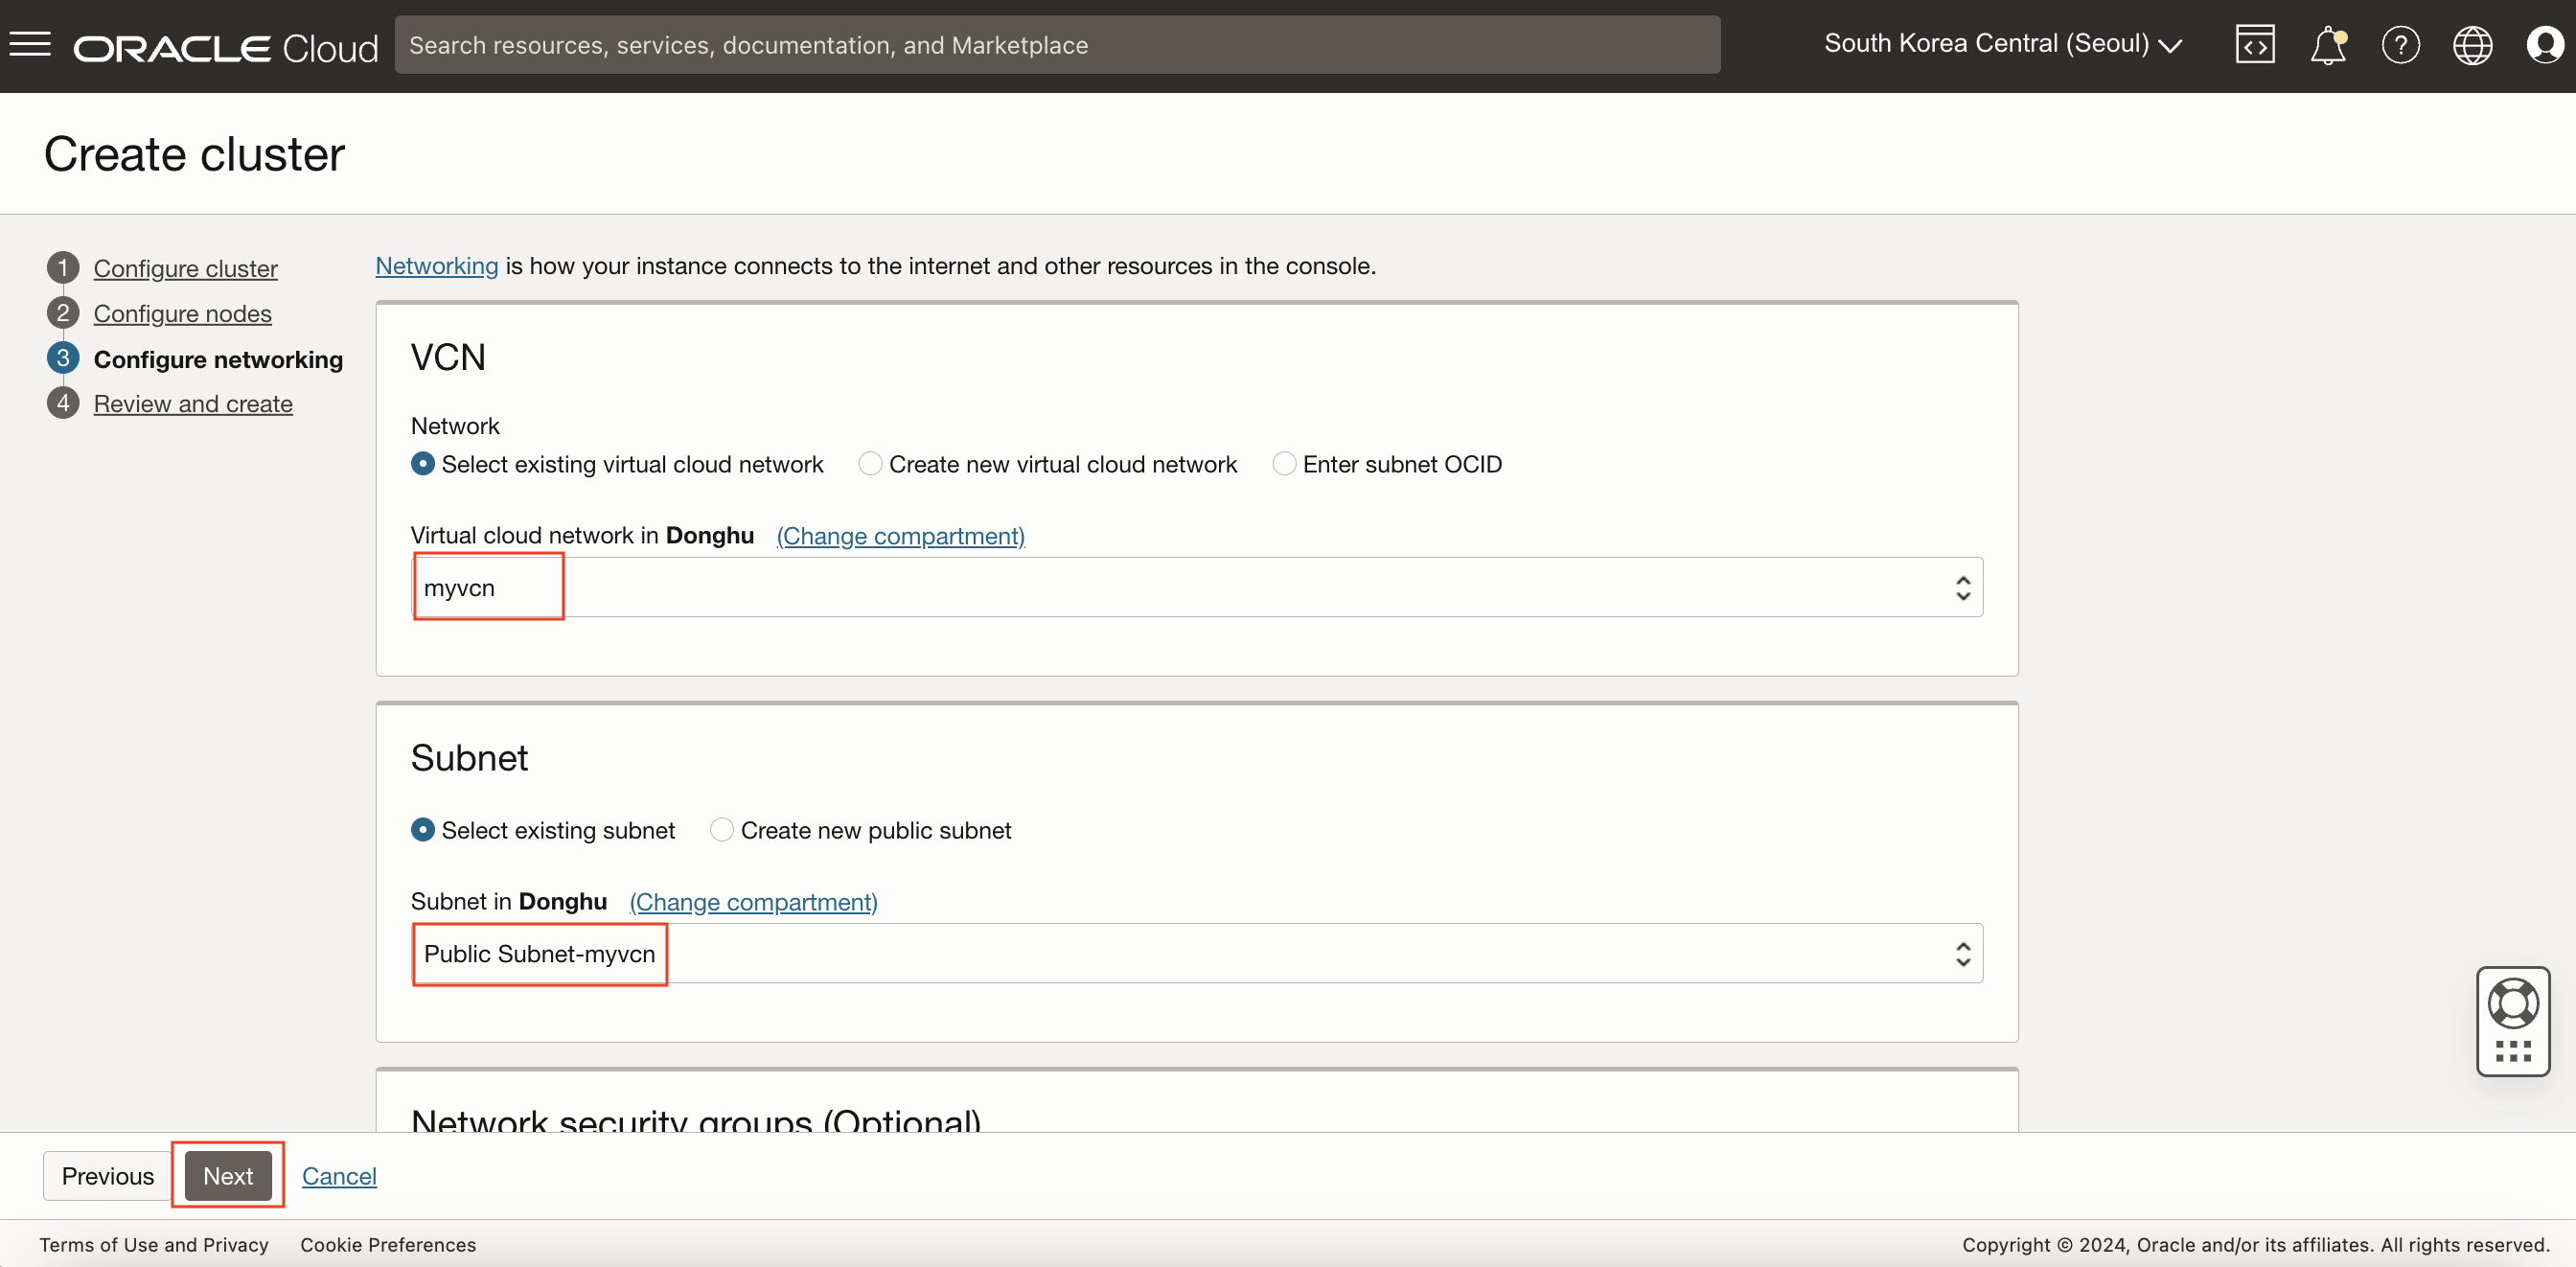 ORACLE Cloud
Search resources, services, documentation, and Marketplace
South Korea Central (Seoul)
Create cluster
1 Configure cluster
2 Configure nodes
3 Configure networking
4 Review and create
Networking is how your instance connects to the internet and other resources in the console.
VCN
Network
Select existing virtual cloud network Create new virtual cloud network Enter subnet OCID
Virtual cloud network in Donghu (Change compartment)
myvcn
Subnet
Select existing subnet Create new public subnet
Subnet in Donghu (Change compartment)
Public Subnet-myvcn
Network security groups (Optional)
Previous Next Cancel
Terms of Use and Privacy Cookie Preferences
Copyright © 2024, Oracle and/or its affiliates. All rights reserved.